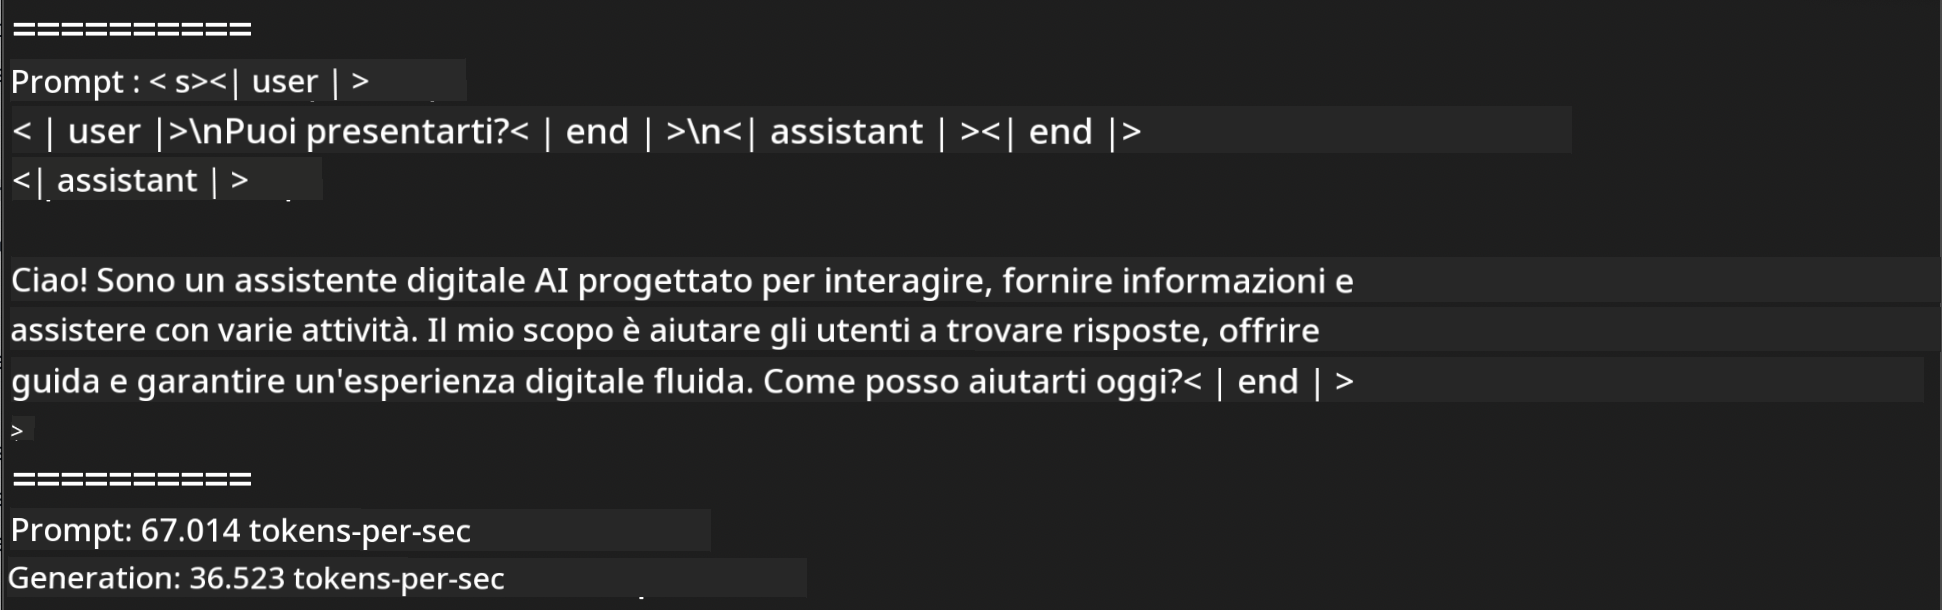 ==========
Prompt : < s><| user | >
< | user |>\nPuoi presentarti?< | end | >\n<| assistant | ><| end |>
<| assistant | >
Ciao! Sono un assistente digitale AI progettato per interagire, fornire informazioni e
assistere con varie attività. Il mio scopo è aiutare gli utenti a trovare risposte, offrire
guida e garantire un'esperienza digitale fluida. Come posso aiutarti oggi?< | end | >
>
==========
Prompt: 67.014 tokens-per-sec
Generation: 36.523 tokens-per-sec